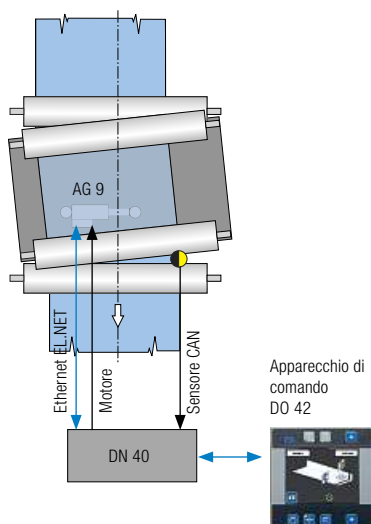 AG 9
Ethernet EL.NET
Motore
Sensore CAN
Apparecchio di
comando
DO 42
DN 40